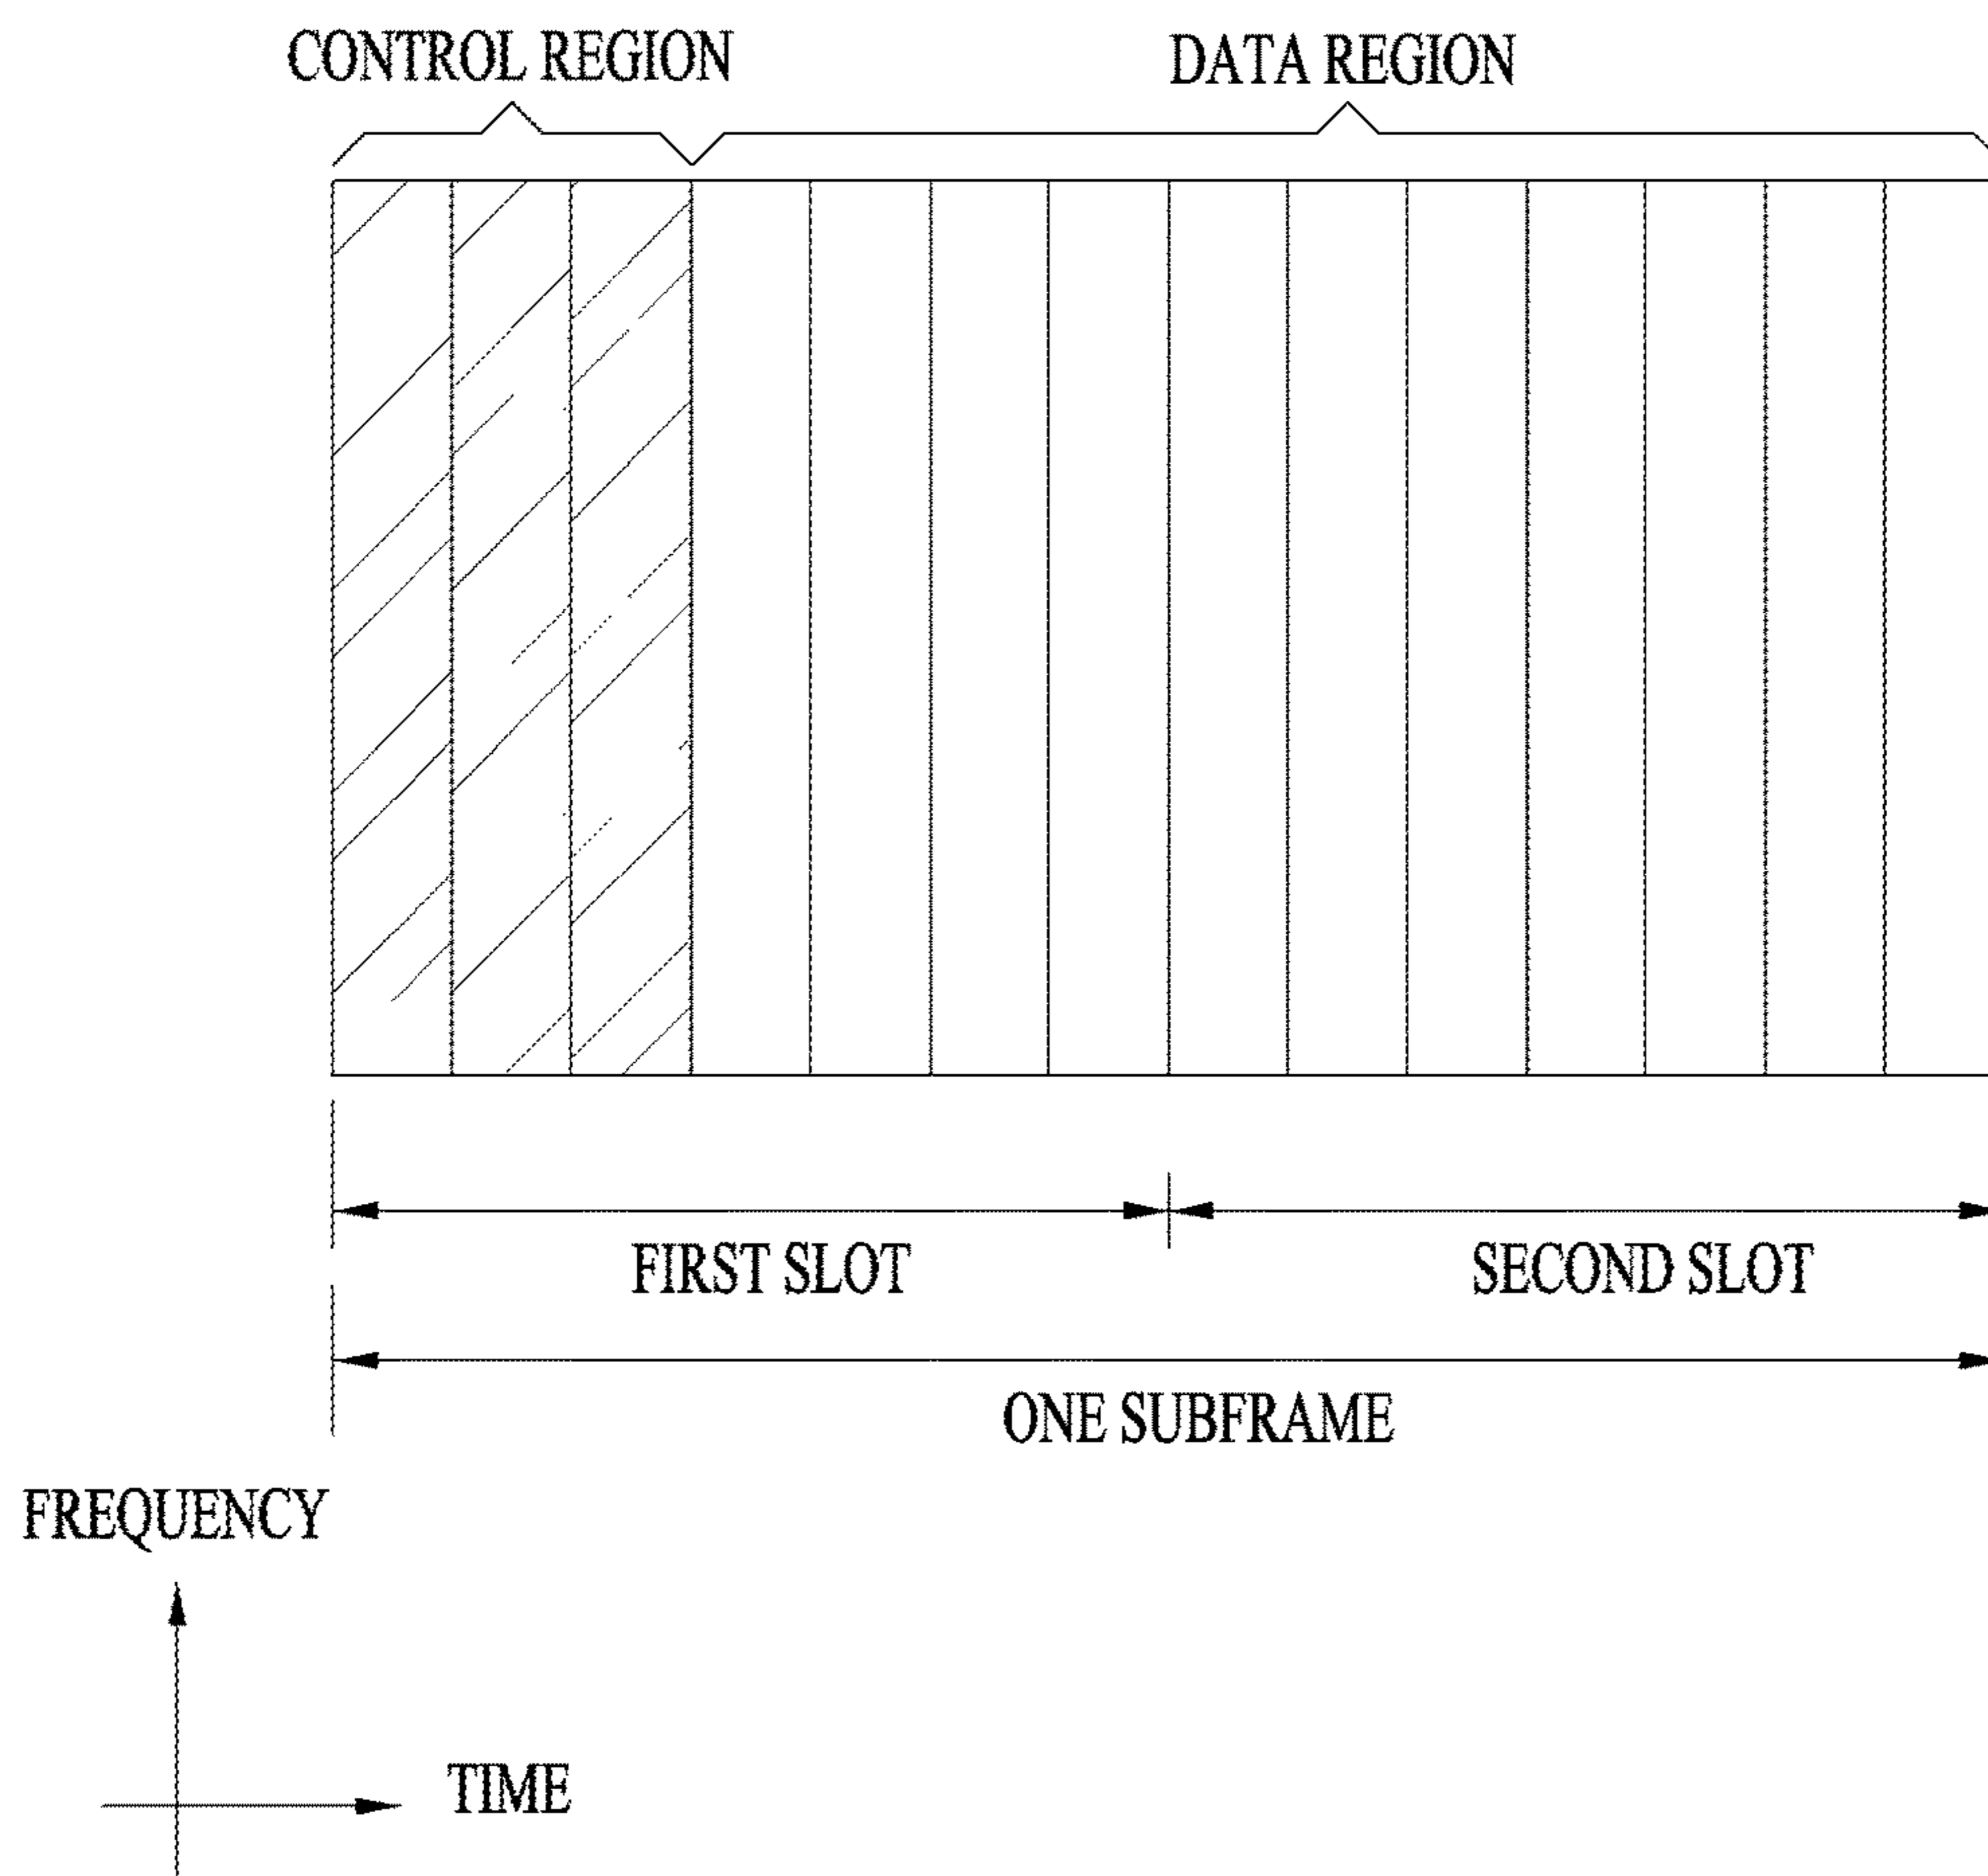 CONTROL REGION
DATA REGION
FIRST SLOT
SECOND SLOT
ONE SUBFRAME
FREQUENCY
TIME